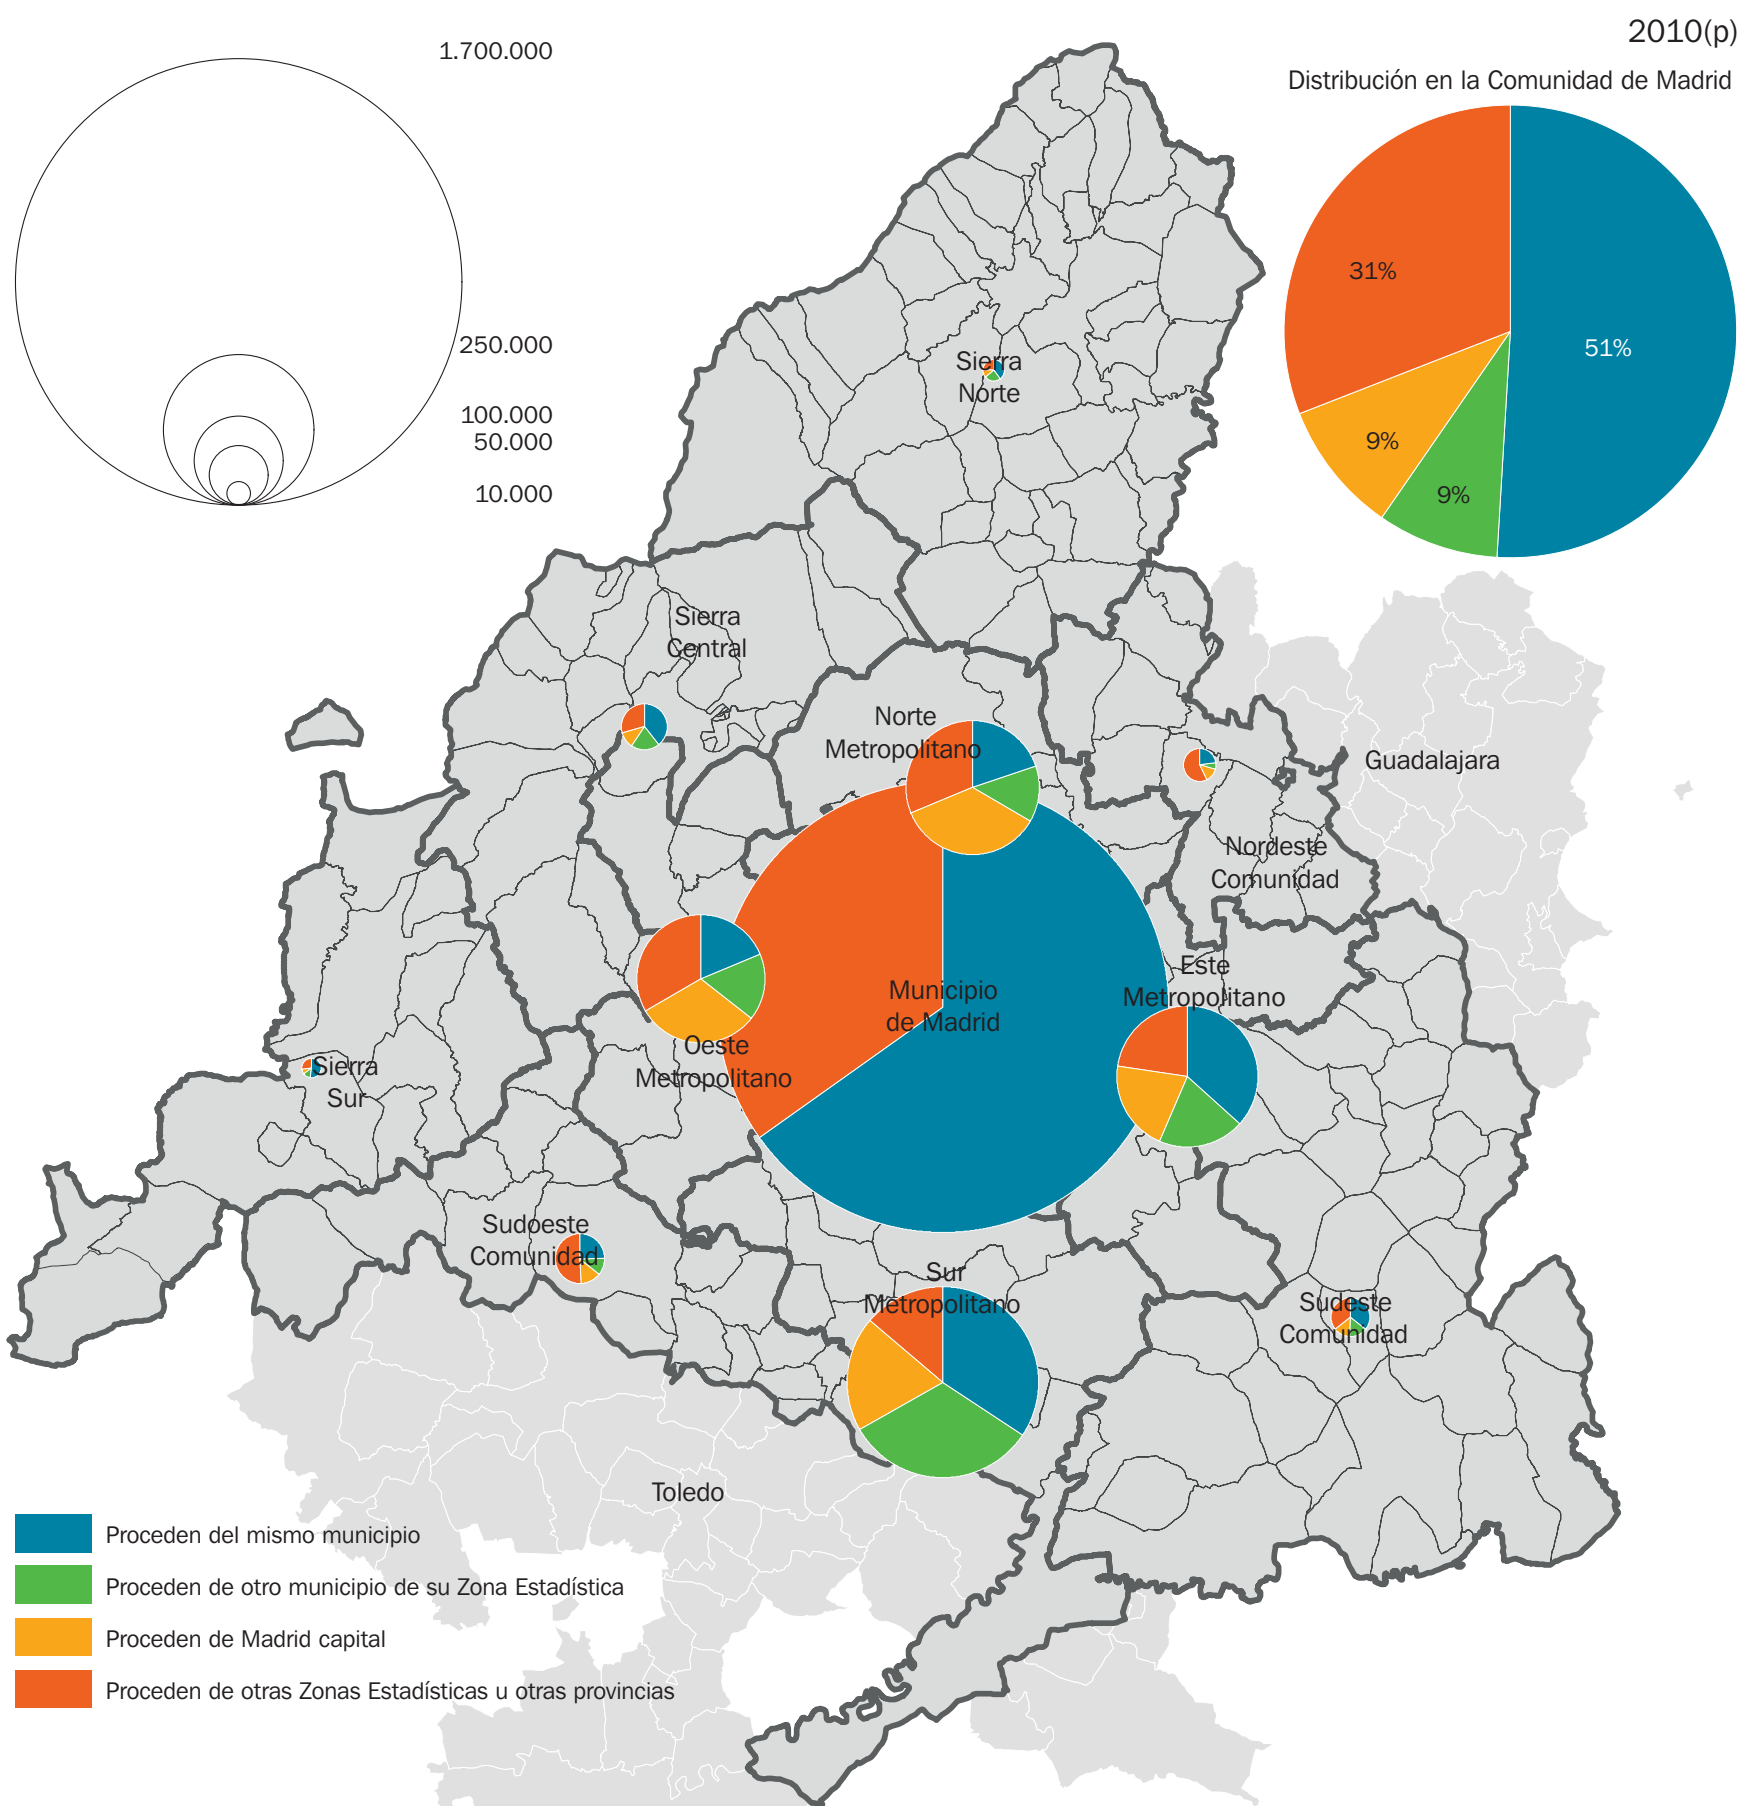 2010(p)
Distribución en la Comunidad de Madrid
1.700.000
250.000
100.000
50.000
10.000
31%
51%
9%
9%
Sierra
Norte
Sierra
Central
Norte
Metropolitano
Guadalajara
Nordeste
Comunidad
Este
Metropolitano
Municipio
de Madrid
Oeste
Metropolitano
Sierra
Sur
Sudoeste
Comunidad
Sur
Metropolitano
Sudeste
Comunidad
Toledo
Proceden del mismo municipio
Proceden de otro municipio de su Zona Estadística
Proceden de Madrid capital
Proceden de otras Zonas Estadísticas u otras provincias